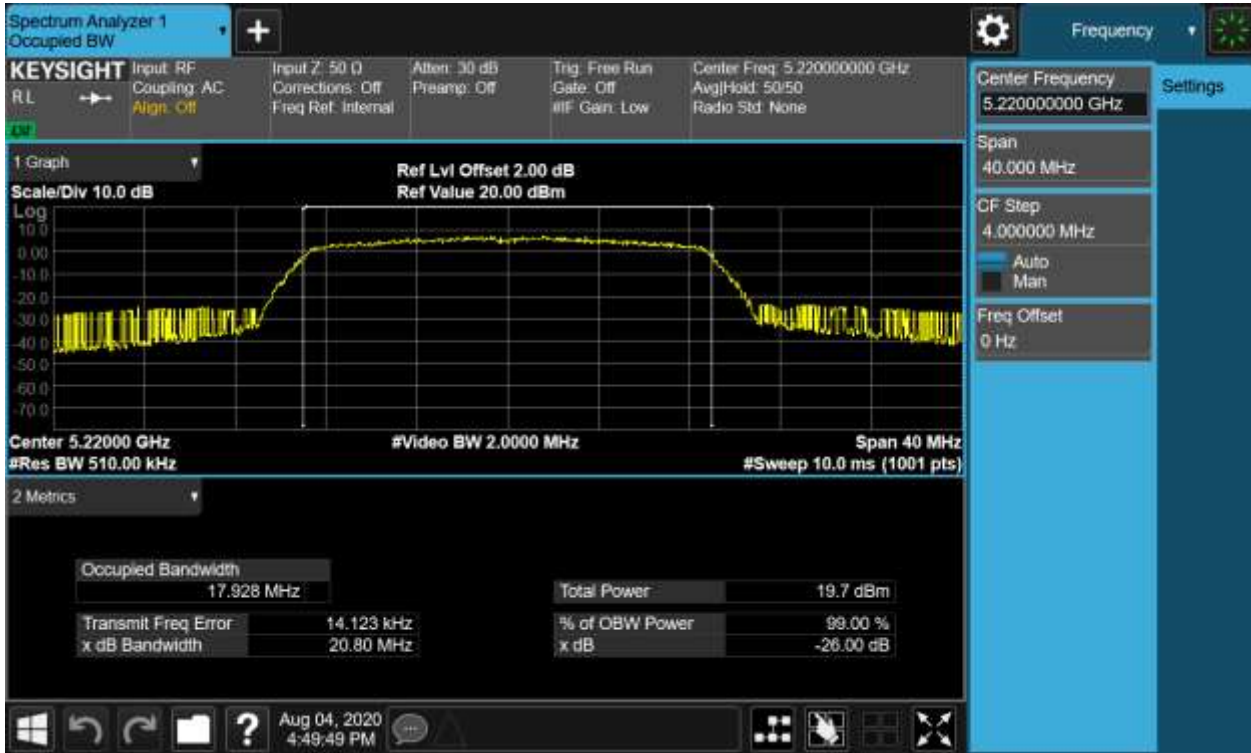 Spectrum Analyzer 1
Occupied BW
+
Frequency
KEYSIGHT
RL
Input: RF
Coupling: AC
Align: Off
Input Z: 50 Ω
Corrections: Off
Freq Ref: Internal
Atten: 30 dB
Preamp: Off
Trig: Free Run
Gate: Off
#IF Gain: Low
Center Freq: 5.220000000 GHz
Avg|Hold: 50/50
Radio Std: None
Center Frequency
5.220000000 GHz
Settings
Span
40.000 MHz
CF Step
4.000000 MHz
Auto
Man
Freq Offset
0 Hz
1 Graph
Scale/Div 10.0 dB
Ref Lvl Offset 2.00 dB
Ref Value 20.00 dBm
Log
10.0
0.00
-10.0
-20.0
-30.0
-40.0
-50.0
-60.0
-70.0
Center 5.22000 GHz
#Video BW 2.0000 MHz
Span 40 MHz
#Res BW 510.00 kHz
#Sweep 10.0 ms (1001 pts)
2 Metrics
Occupied Bandwidth
17.928 MHz
Total Power 19.7 dBm
Transmit Freq Error 14.123 kHz
% of OBW Power 99.00 %
x dB Bandwidth 20.80 MHz
x dB -26.00 dB
?
Aug 04, 2020
4:49:49 PM